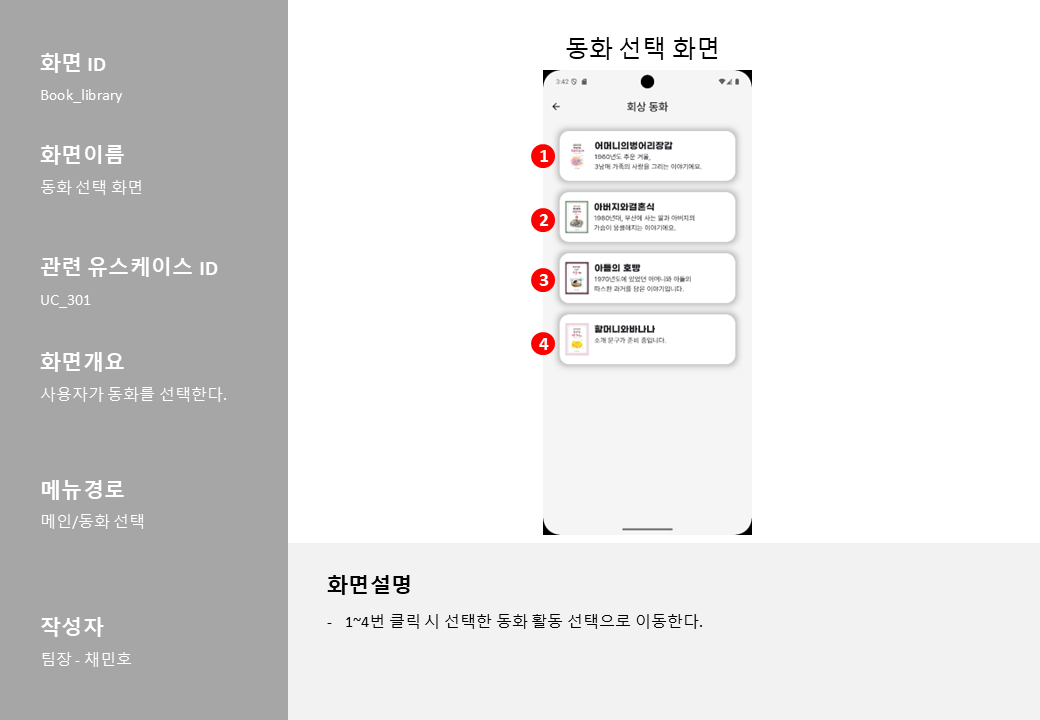 화면 ID
Book_library
화면이름
동화 선택 화면
관련 유스케이스 ID
UC_301
화면개요
사용자가 동화를 선택한다.
메뉴경로
메인/동화 선택
작성자
팀장 - 채민호
동화 선택 화면
3:42
회상 동화
1
어머니의벙어리장갑
1960년도 추운 겨울,
3남매 가족의 사랑을 그리는 이야기에요.
2
아버지와결혼식
1980년대, 부산에 사는 딸과 아버지의
가슴이 뭉클해지는 이야기에요.
3
아들의 호빵
1970년도에 있었던 어머니와 아들의
따스한 과거를 담은 이야기입니다.
4
할머니와바나나
소개 문구가 준비 중입니다.
화면설명
- 1~4번 클릭 시 선택한 동화 활동 선택으로 이동한다.